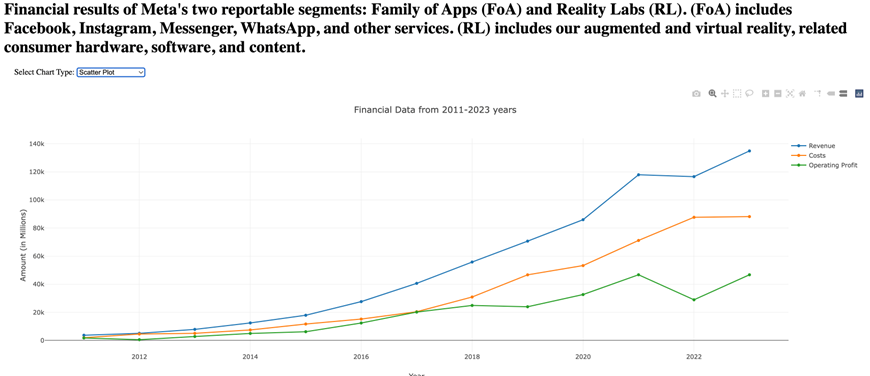 Financial results of Meta's two reportable segments: Family of Apps (FoA) and Reality Labs (RL). (FoA) includes
Facebook, Instagram, Messenger, WhatsApp, and other services. (RL) includes our augmented and virtual reality, related
consumer hardware, software, and content.
Select Chart Type: Scatter Plot
Financial Data from 2011-2023 years
Revenue
Costs
Operating Profit
Amount (in Millions)
140k
120k
100k
80k
60k
40k
20k
0
2012 2014 2016 2018 2020 2022
Year